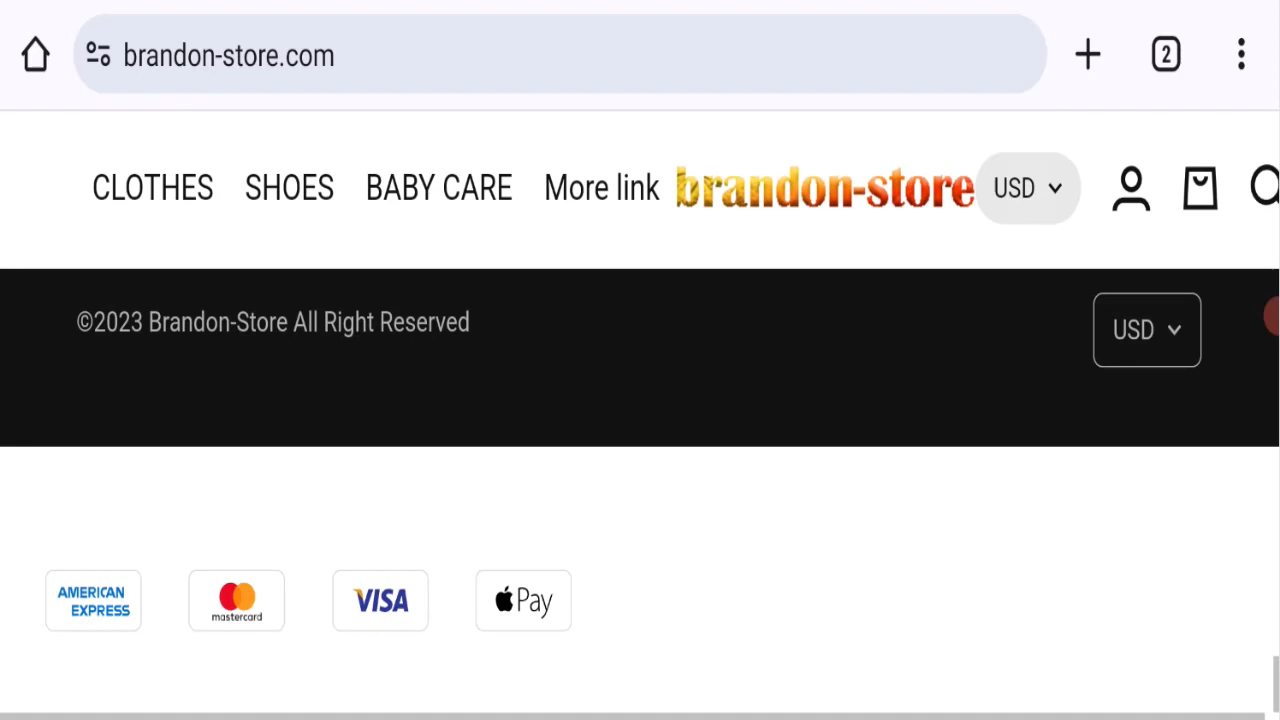 brandon-store.com
2
CLOTHES SHOES BABY CARE More link brandon-store USD
©2023 Brandon-Store All Right Reserved
USD
AMERICAN EXPRESS
mastercard
VISA
Pay